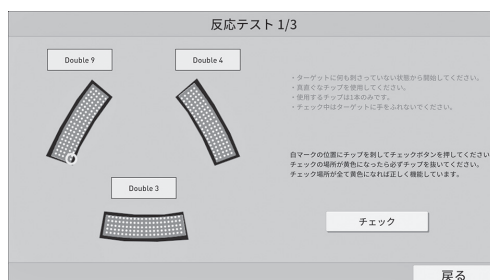 反応テスト 1/3
Double 9
Double 4
・ターゲットに何も刺さっていない状態から開始してください。
・真直ぐなチップを使用してください。
・使用するチップは1本のみです。
・チェック中はターゲットに手をふれないでください。
白マークの位置にチップを刺してチェックボタンを押してください
チェックの場所が黄色になったら必ずチップを抜いてください。
チェック場所が全て黄色になれば正しく機能しています。
Double 3
チェック
戻る